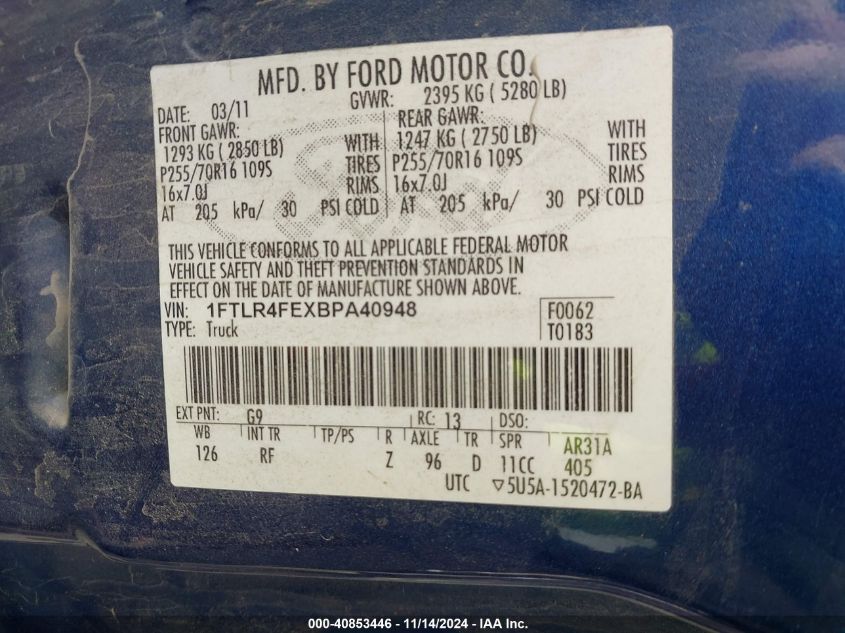 MFD. BY FORD MOTOR CO.
DATE: 03/11 GVWR: 2395 KG ( 5280 LB)
FRONT GAWR: REAR GAWR:
1293 KG ( 2850 LB) WITH 1247 KG ( 2750 LB) WITH
P255/70R16 109S TIRES P255/70R16 109S TIRES
16x7.0J RIMS 16x7.0J RIMS
AT 205 kPa/ 30 PSI COLD AT 205 kPa/ 30 PSI COLD
THIS VEHICLE CONFORMS TO ALL APPLICABLE FEDERAL MOTOR
VEHICLE SAFETY AND THEFT PREVENTION STANDARDS IN
EFFECT ON THE DATE OF MANUFACTURE SHOWN ABOVE.
VIN: 1FTLR4FEXBPA40948 F0062
TYPE: Truck T0183
EXT PNT: G9 RC: 13 DSO:
WB INT TR TP/PS R AXLE TR SPR AR31A
126 RF Z 96 D 11CC 405
UTC ▽5U5A-1520472-BA
000-40853446 - 11/14/2024 - IAA Inc.